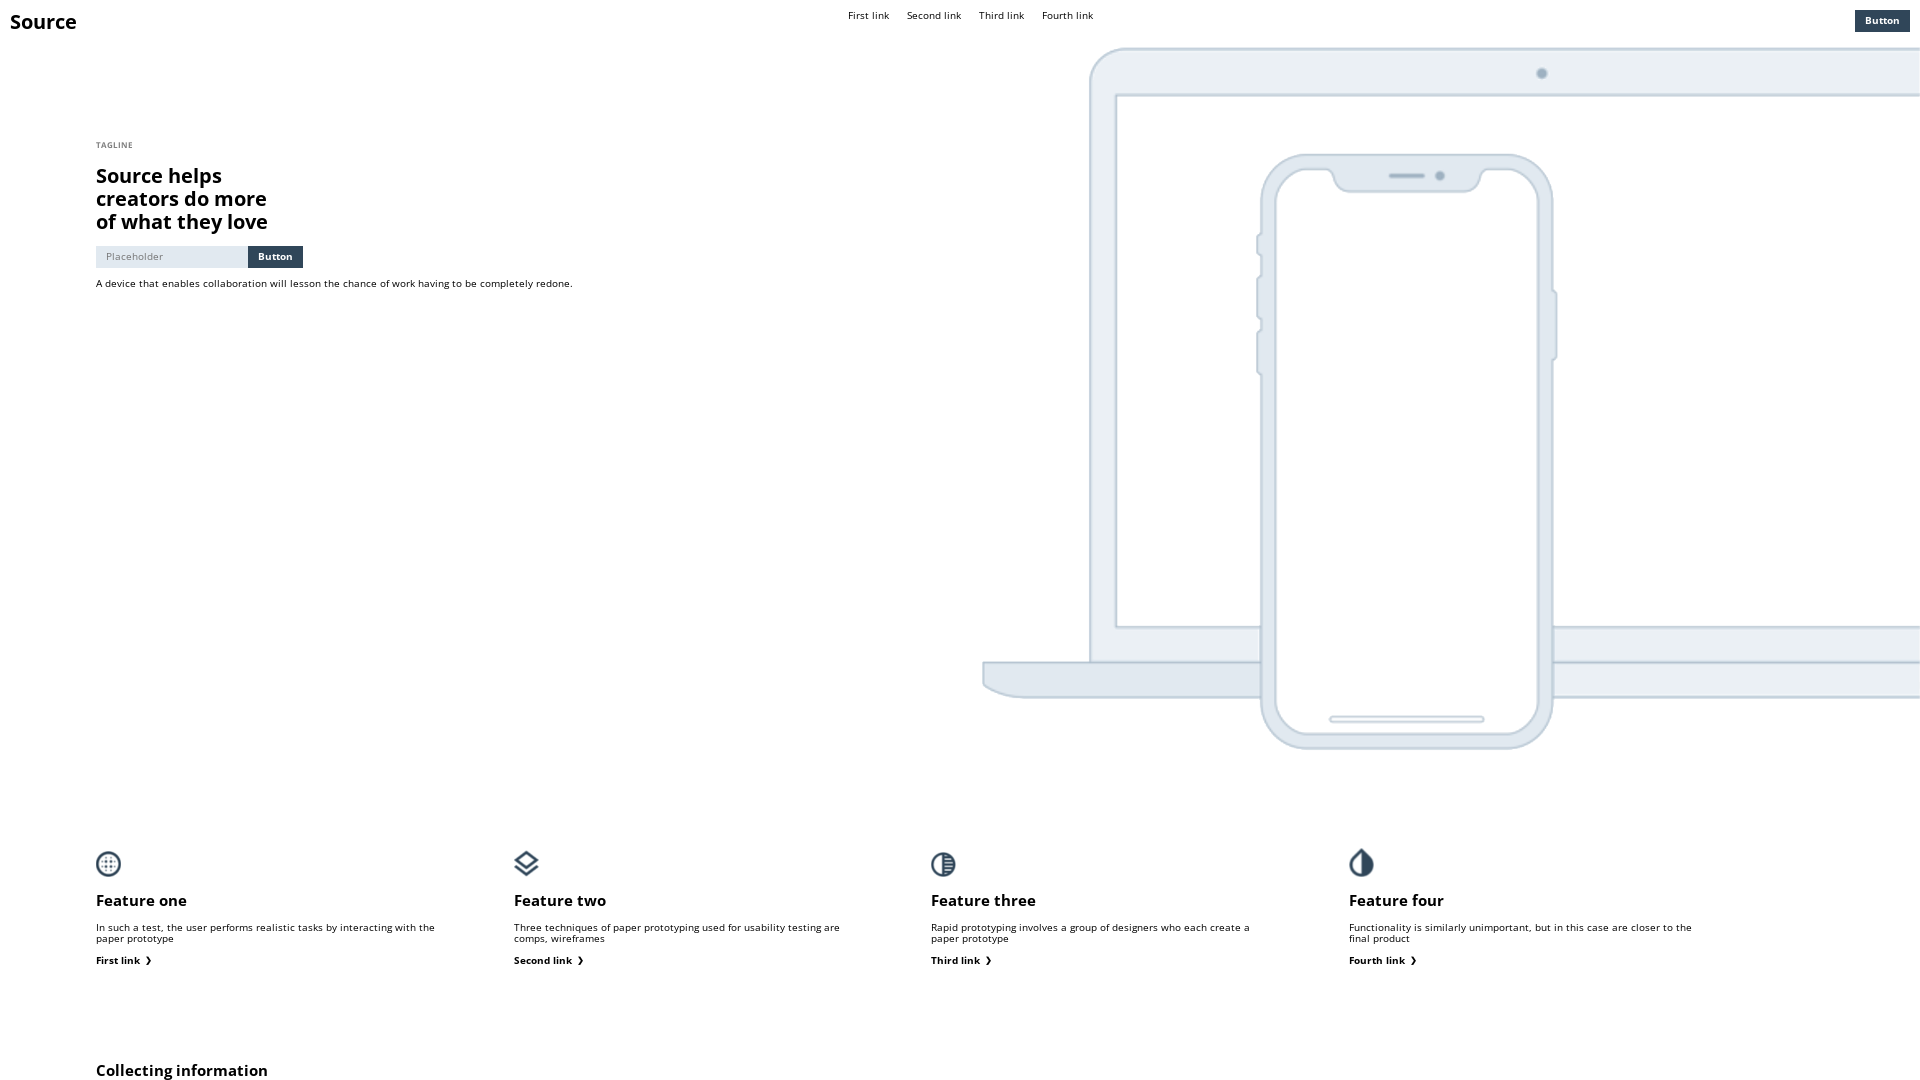 Source
First link
Second link
Third link
Fourth link
Button
TAGLINE
Source helps
creators do more
of what they love
Placeholder
Button
A device that enables collaboration will lesson the chance of work having to be completely redone.
Feature one
In such a test, the user performs realistic tasks by interacting with the
paper prototype
First link ❯
Feature two
Three techniques of paper prototyping used for usability testing are
comps, wireframes
Second link ❯
Feature three
Rapid prototyping involves a group of designers who each create a
paper prototype
Third link ❯
Feature four
Functionality is similarly unimportant, but in this case are closer to the
final product
Fourth link ❯
Collecting information